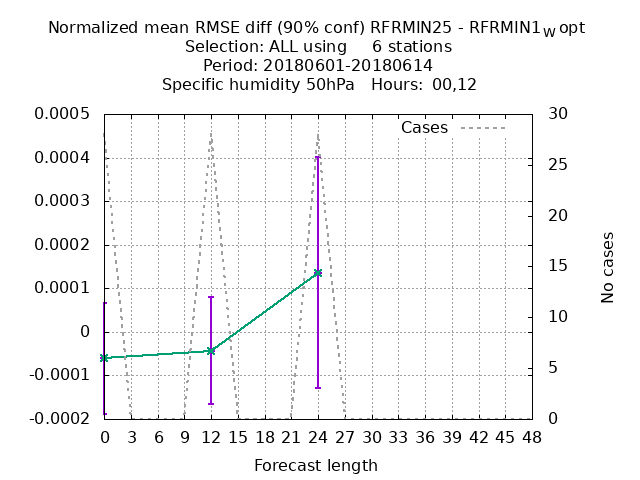 Normalized mean RMSE diff (90% conf) RFRMIN25 - RFRMIN1W opt
Selection: ALL using     6 stations
Period: 20180601-20180614
Specific humidity 50hPa   Hours:  00,12
Cases
0.0005
0.0004
0.0003
0.0002
0.0001
0
-0.0001
-0.0002
30
25
20
15
10
5
0
No cases
0 3 6 9 12 15 18 21 24 27 30 33 36 39 42 45 48
Forecast length